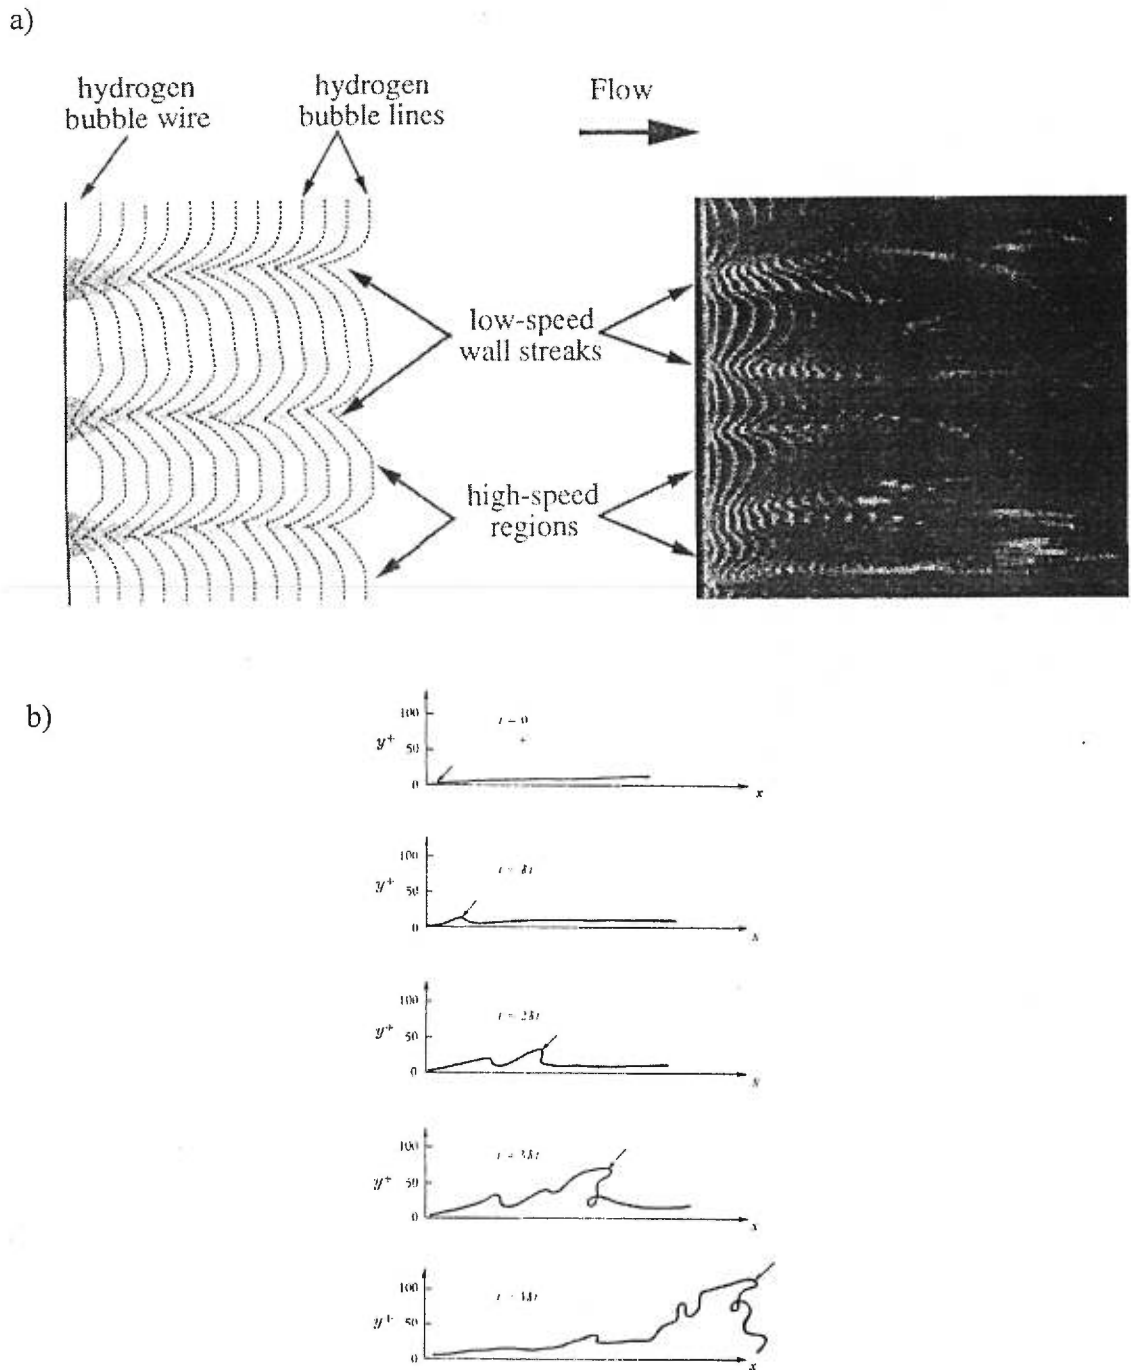 a)
hydrogen
bubble wire
hydrogen
bubble lines
Flow
low-speed
wall streaks
high-speed
regions
b)
100
y+
50
0
t = 0
+
x
100
y+
50
0
x
100
y+
50
0
x
100
y+
50
0
x
100
y+
50
0
x